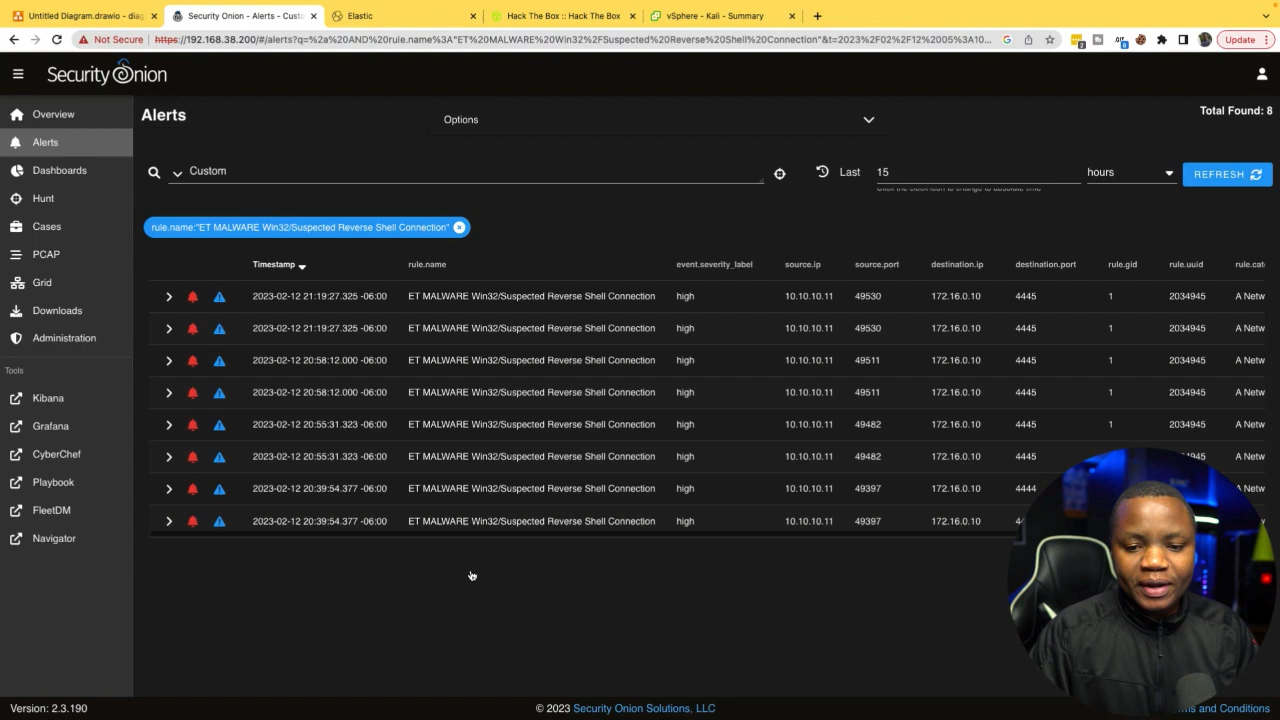 Untitled Diagram.drawio - diag
Security Onion - Alerts - Custo
Elastic
Hack The Box :: Hack The Box
vSphere - Kali - Summary
Not Secure https://192.168.38.200/#/alerts?q=%2a%20AND%20rule.name%3A"ET%20MALWARE%20Win32%2FSuspected%20Reverse%20Shell%20Connection"&t=2023%2F02%2F12%2005%3A10... Update
Security Onion
Overview
Alerts
Dashboards
Hunt
Cases
PCAP
Grid
Downloads
Administration
Tools
Kibana
Grafana
CyberChef
Playbook
FleetDM
Navigator
Alerts
Options
Total Found: 8
Custom
Last 15 hours REFRESH
Click the clock icon to change to absolute time
rule.name:"ET MALWARE Win32/Suspected Reverse Shell Connection"
Timestamp rule.name event.severity_label source.ip source.port destination.ip destination.port rule.gid rule.uuid rule.cate
2023-02-12 21:19:27.325 -06:00 ET MALWARE Win32/Suspected Reverse Shell Connection high 10.10.10.11 49530 172.16.0.10 4445 1 2034945 A Netw
2023-02-12 21:19:27.325 -06:00 ET MALWARE Win32/Suspected Reverse Shell Connection high 10.10.10.11 49530 172.16.0.10 4445 1 2034945 A Netw
2023-02-12 20:58:12.000 -06:00 ET MALWARE Win32/Suspected Reverse Shell Connection high 10.10.10.11 49511 172.16.0.10 4445 1 2034945 A Netw
2023-02-12 20:58:12.000 -06:00 ET MALWARE Win32/Suspected Reverse Shell Connection high 10.10.10.11 49511 172.16.0.10 4445 1 2034945 A Netw
2023-02-12 20:55:31.323 -06:00 ET MALWARE Win32/Suspected Reverse Shell Connection high 10.10.10.11 49482 172.16.0.10 4445 1 2034945 A Netw
2023-02-12 20:55:31.323 -06:00 ET MALWARE Win32/Suspected Reverse Shell Connection high 10.10.10.11 49482 172.16.0.10 4445 A Netw
2023-02-12 20:39:54.377 -06:00 ET MALWARE Win32/Suspected Reverse Shell Connection high 10.10.10.11 49397 172.16.0.10 4444 A Netw
2023-02-12 20:39:54.377 -06:00 ET MALWARE Win32/Suspected Reverse Shell Connection high 10.10.10.11 49397 172.16.0.10 A Netw
Version: 2.3.190
© 2023 Security Onion Solutions, LLC
and Conditions